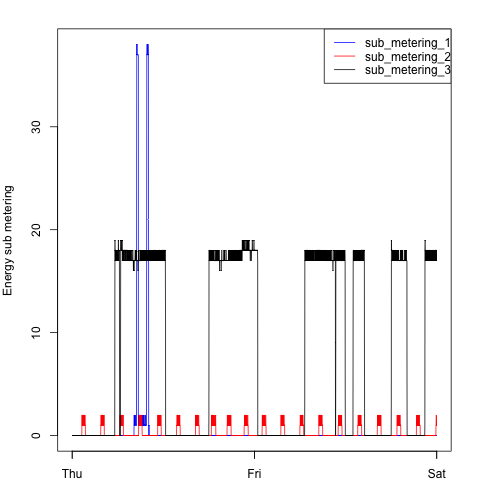 sub_metering_1
sub_metering_2
sub_metering_3
Energy sub metering
30
20
10
0
Thu
Fri
Sat